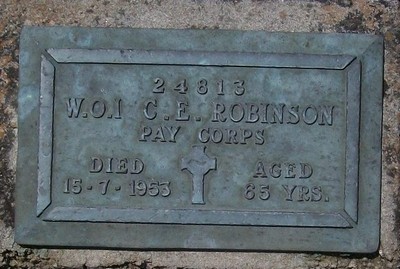 24813
W.O.I C.E. ROBINSON
PAY CORPS
DIED AGED
15·7·1953 65 YRS.